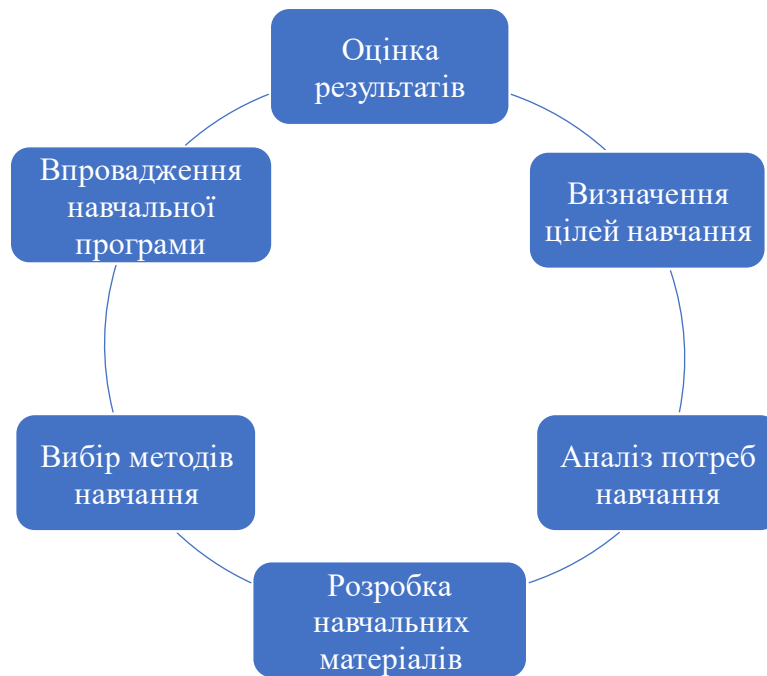 Оцінка
результатів
Визначення
цілей навчання
Аналіз потреб
навчання
Розробка
навчальних
матеріалів
Вибір методів
навчання
Впровадження
навчальної
програми